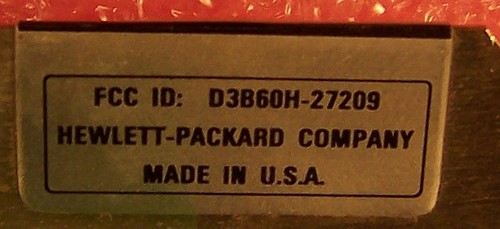 FCC ID: D3B60H-27209
HEWLETT-PACKARD COMPANY
MADE IN U.S.A.